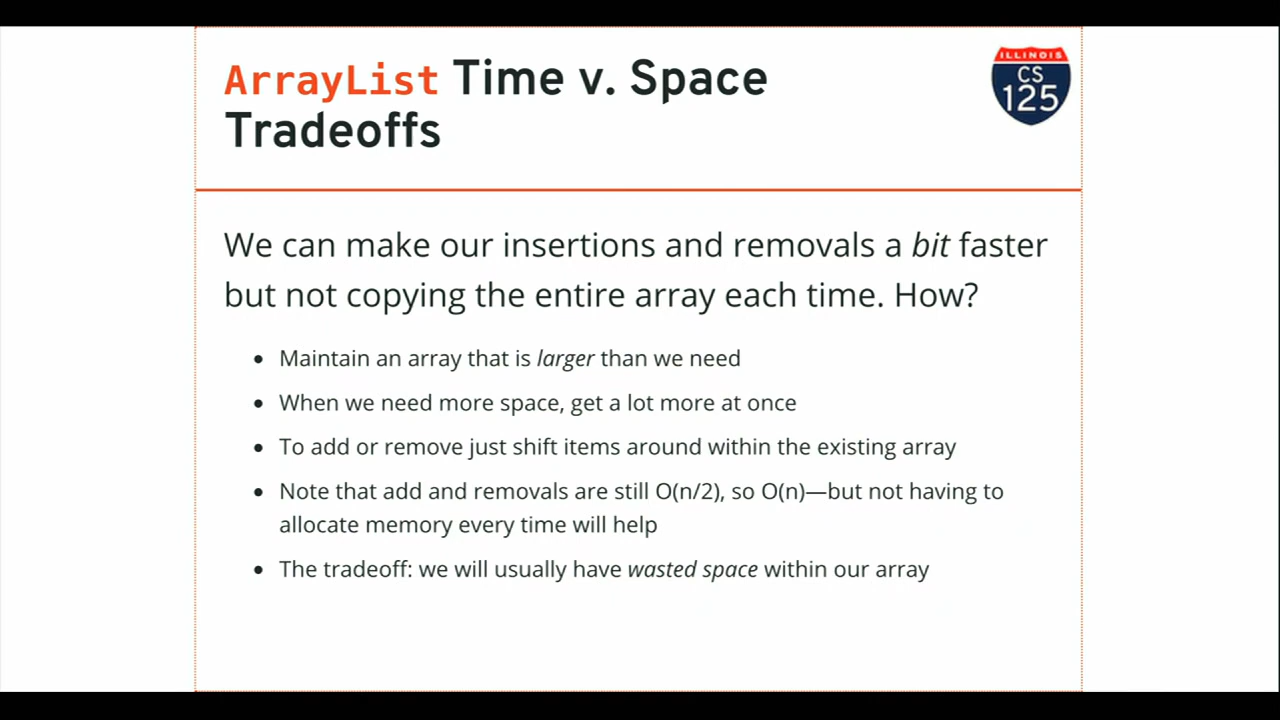 ArrayList Time v. Space
Tradeoffs
ILLINOIS
CS
125
We can make our insertions and removals a bit faster
but not copying the entire array each time. How?
• Maintain an array that is larger than we need
• When we need more space, get a lot more at once
• To add or remove just shift items around within the existing array
• Note that add and removals are still O(n/2), so O(n)—but not having to
allocate memory every time will help
• The tradeoff: we will usually have wasted space within our array